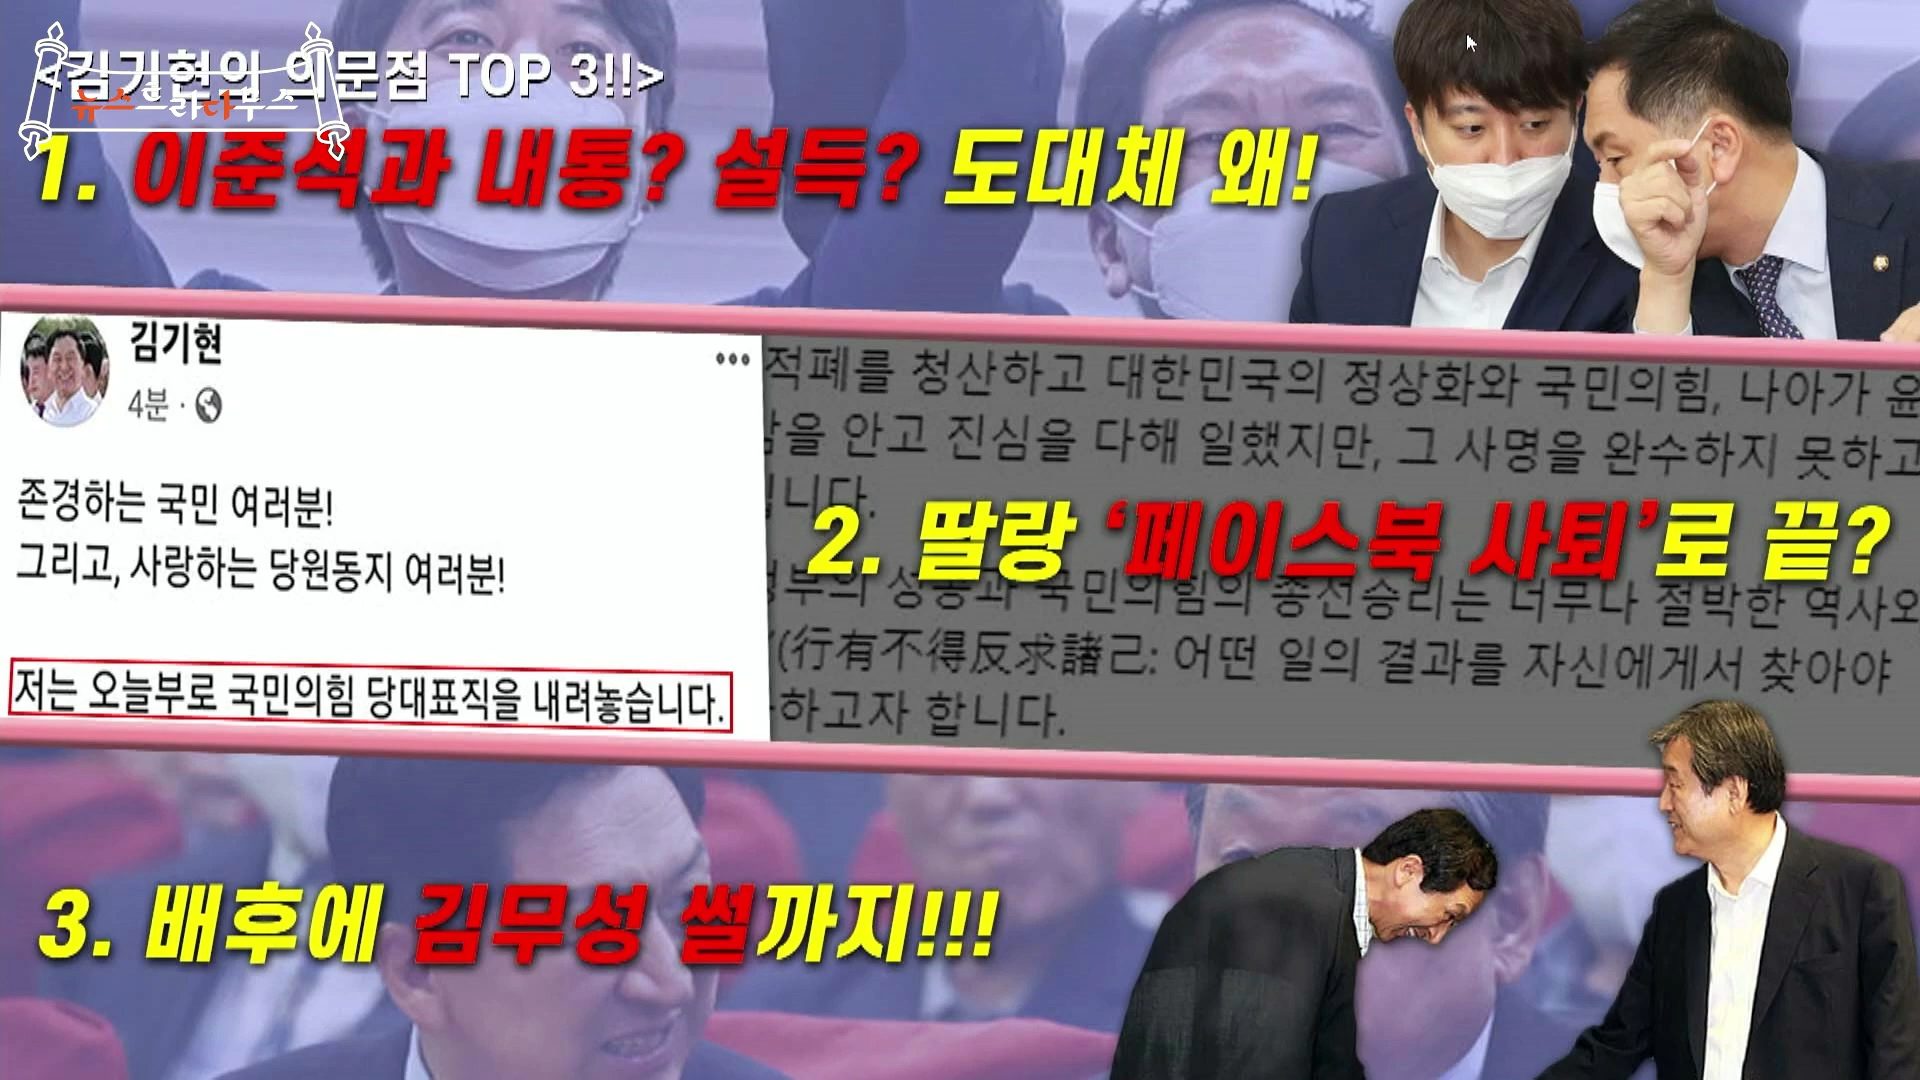 <김기현의 의문점 TOP 3!!>
뉴스트라다무스
1. 이준석과 내통? 설득? 도대체 왜!
김기현
4분 ·
존경하는 국민 여러분!
그리고, 사랑하는 당원동지 여러분!
저는 오늘부로 국민의힘 당대표직을 내려놓습니다.
적폐를 청산하고 대한민국의 정상화와 국민의힘, 나아가 윤
을 안고 진심을 다해 일했지만, 그 사명을 완수하지 못하고
니다.
2. 딸랑 ‘페이스북 사퇴’로 끝?
부의 성공과 국민의힘의 총선승리는 너무나 절박한 역사와
(行有不得反求諸己: 어떤 일의 결과를 자신에게서 찾아야
하고자 합니다.
3. 배후에 김무성 썰까지!!!